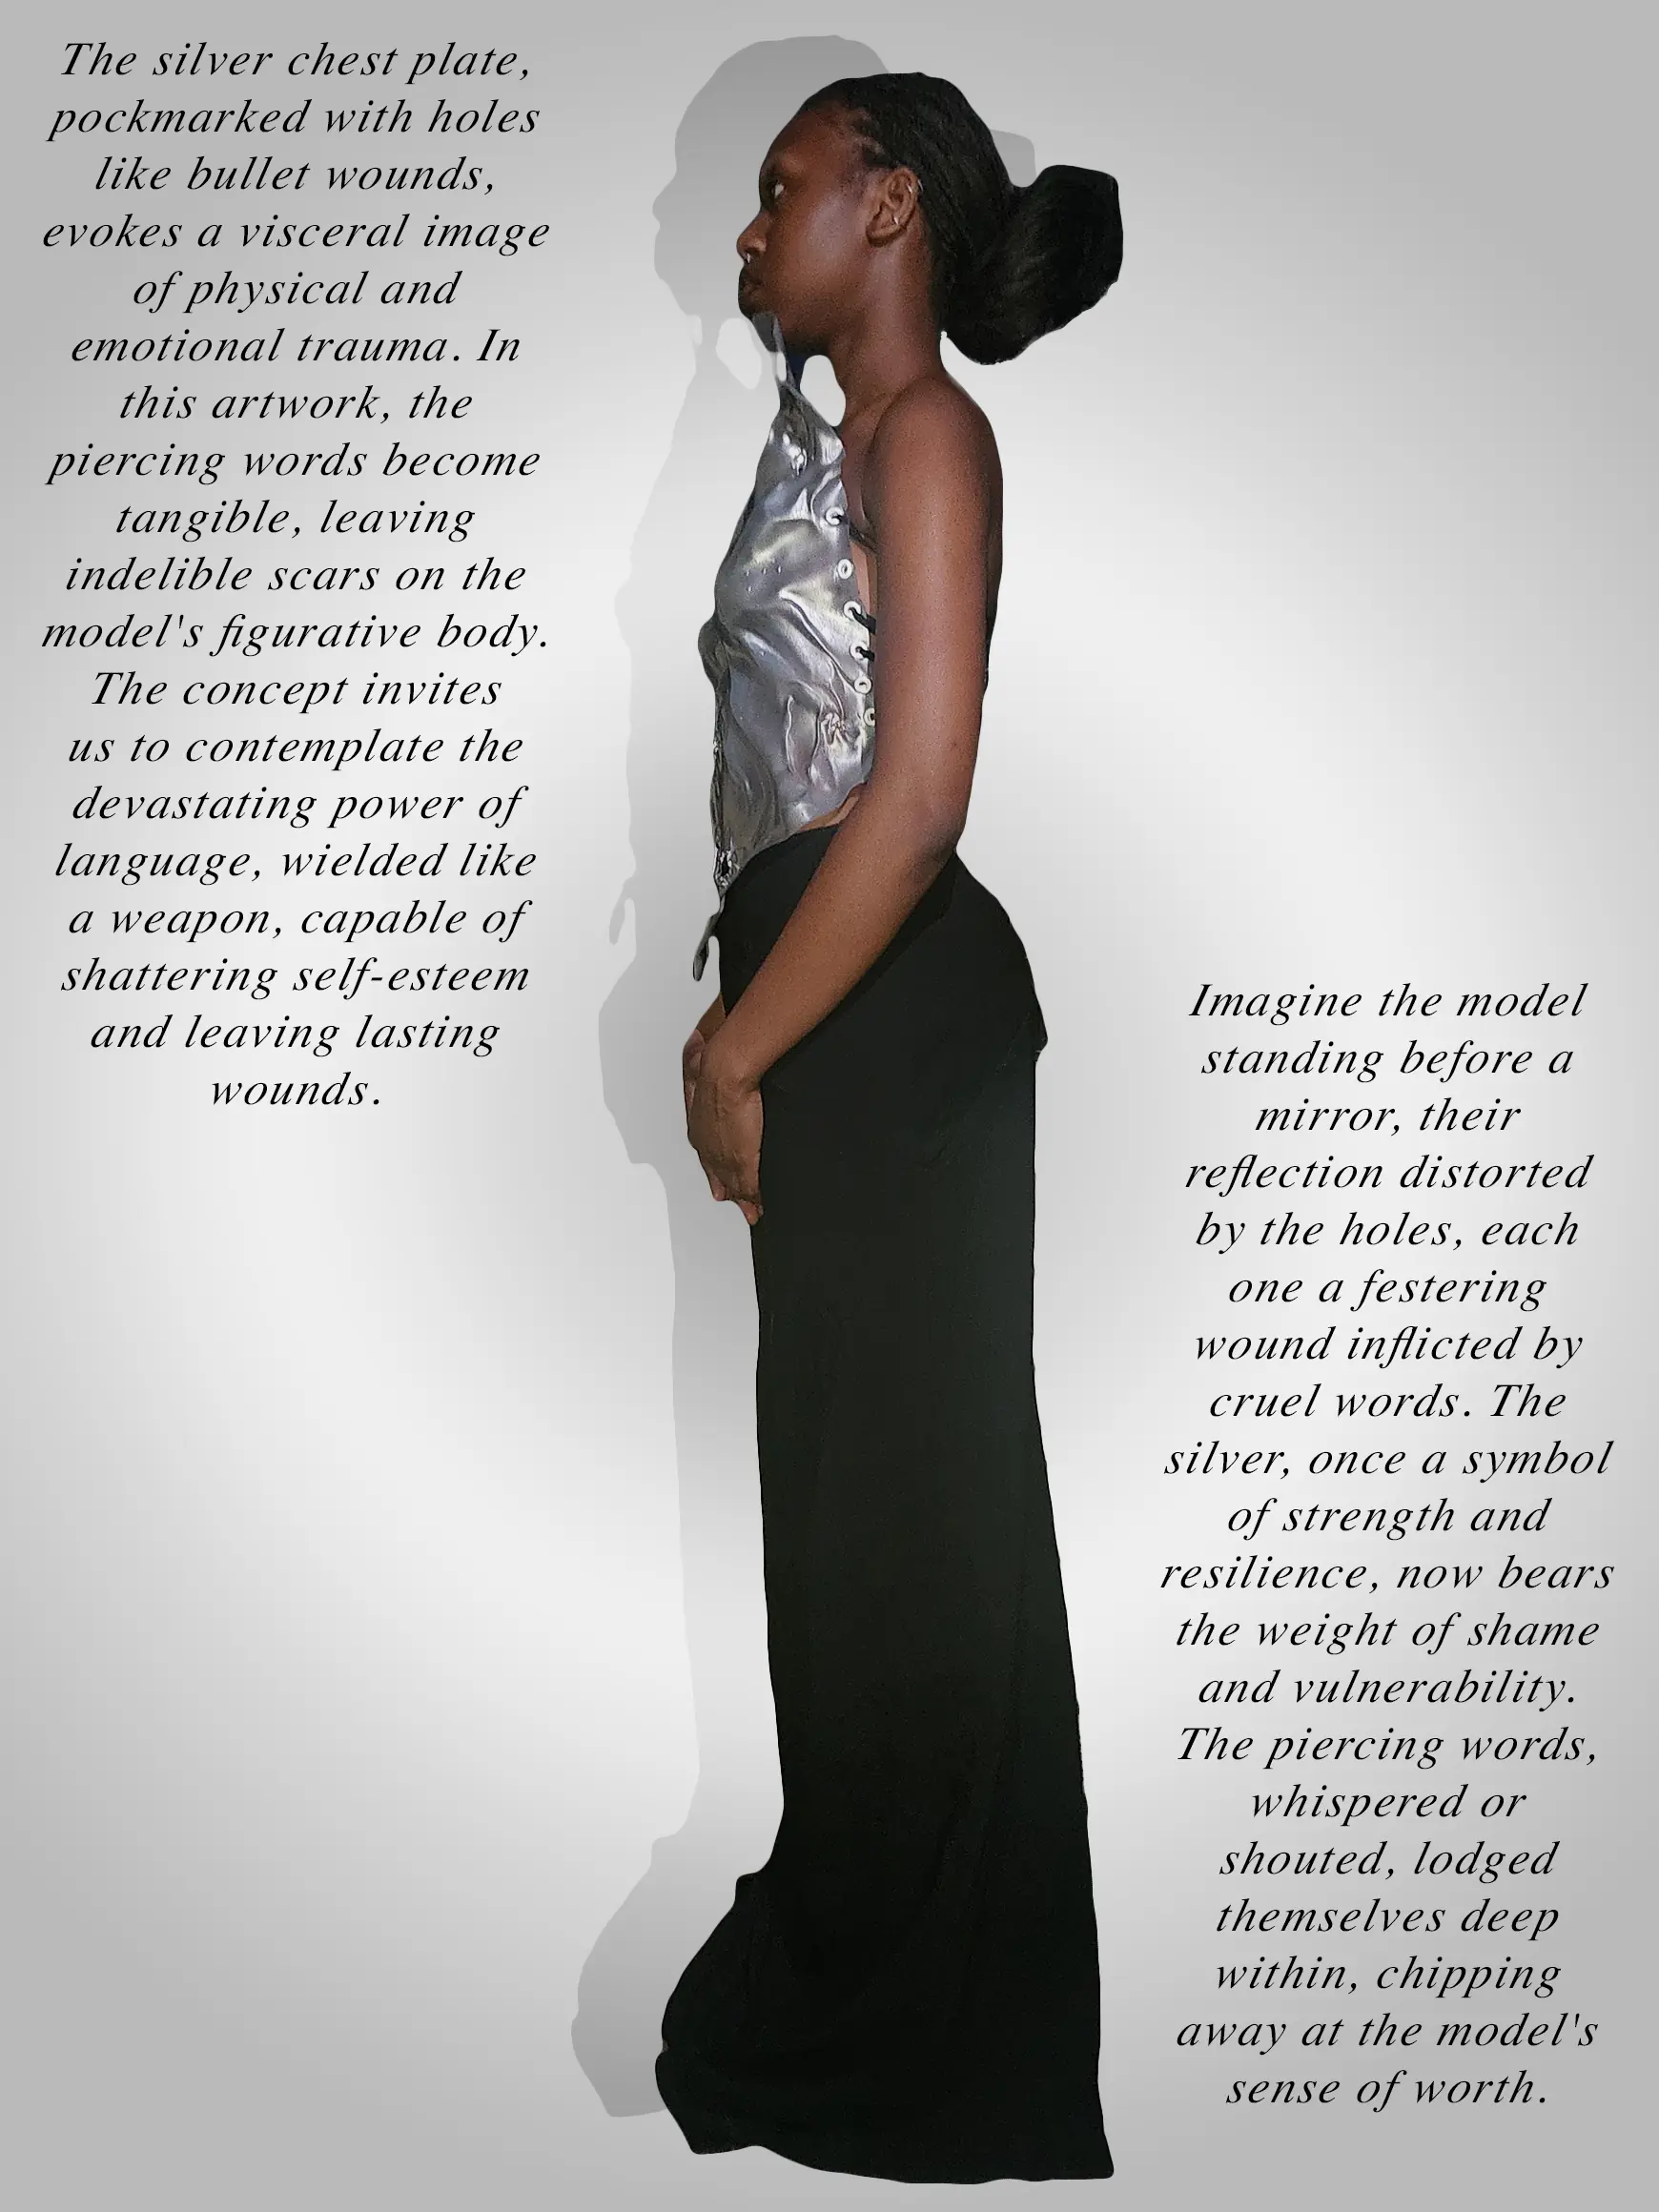 The silver chest plate,
pockmarked with holes
like bullet wounds,
evokes a visceral image
of physical and
emotional trauma. In
this artwork, the
piercing words become
tangible, leaving
indelible scars on the
model's figurative body.
The concept invites
us to contemplate the
devastating power of
language, wielded like
a weapon, capable of
shattering self-esteem
and leaving lasting
wounds.
Imagine the model
standing before a
mirror, their
reflection distorted
by the holes, each
one a festering
wound inflicted by
cruel words. The
silver, once a symbol
of strength and
resilience, now bears
the weight of shame
and vulnerability.
The piercing words,
whispered or
shouted, lodged
themselves deep
within, chipping
away at the model's
sense of worth.